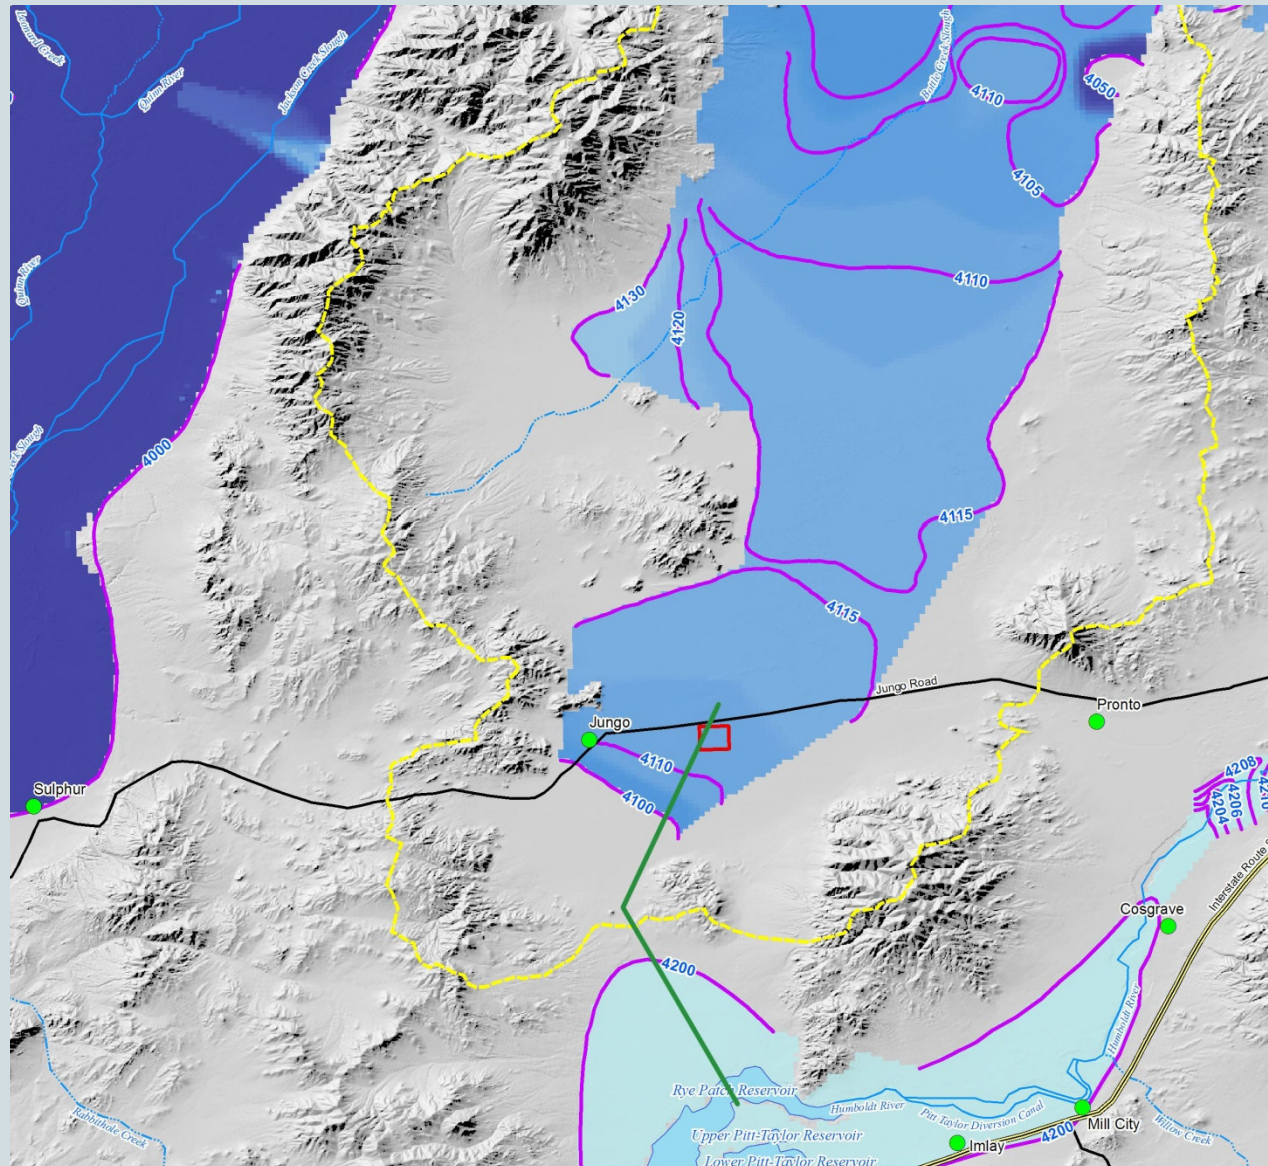 Leonard Creek
Quinn River
Jackson Creek Slough
Bottle Creek Slough
4110
4050
4105
Quinn River
4130
4120
4110
4000
Creek Slough
4115
4115
Jungo Road
Jungo
Pronto
4110
4100
Sulphur
4208
4210
4206
4204
Interstate Route
Cosgrave
4200
Humboldt River
Rye Patch Reservoir
Humboldt River
Pitt Taylor Diversion Canal
Mill City
Rabbithole Creek
Willow Creek
Upper Pitt-Taylor Reservoir
4200
Imlay
Lower Pitt-Taylor Reservoir